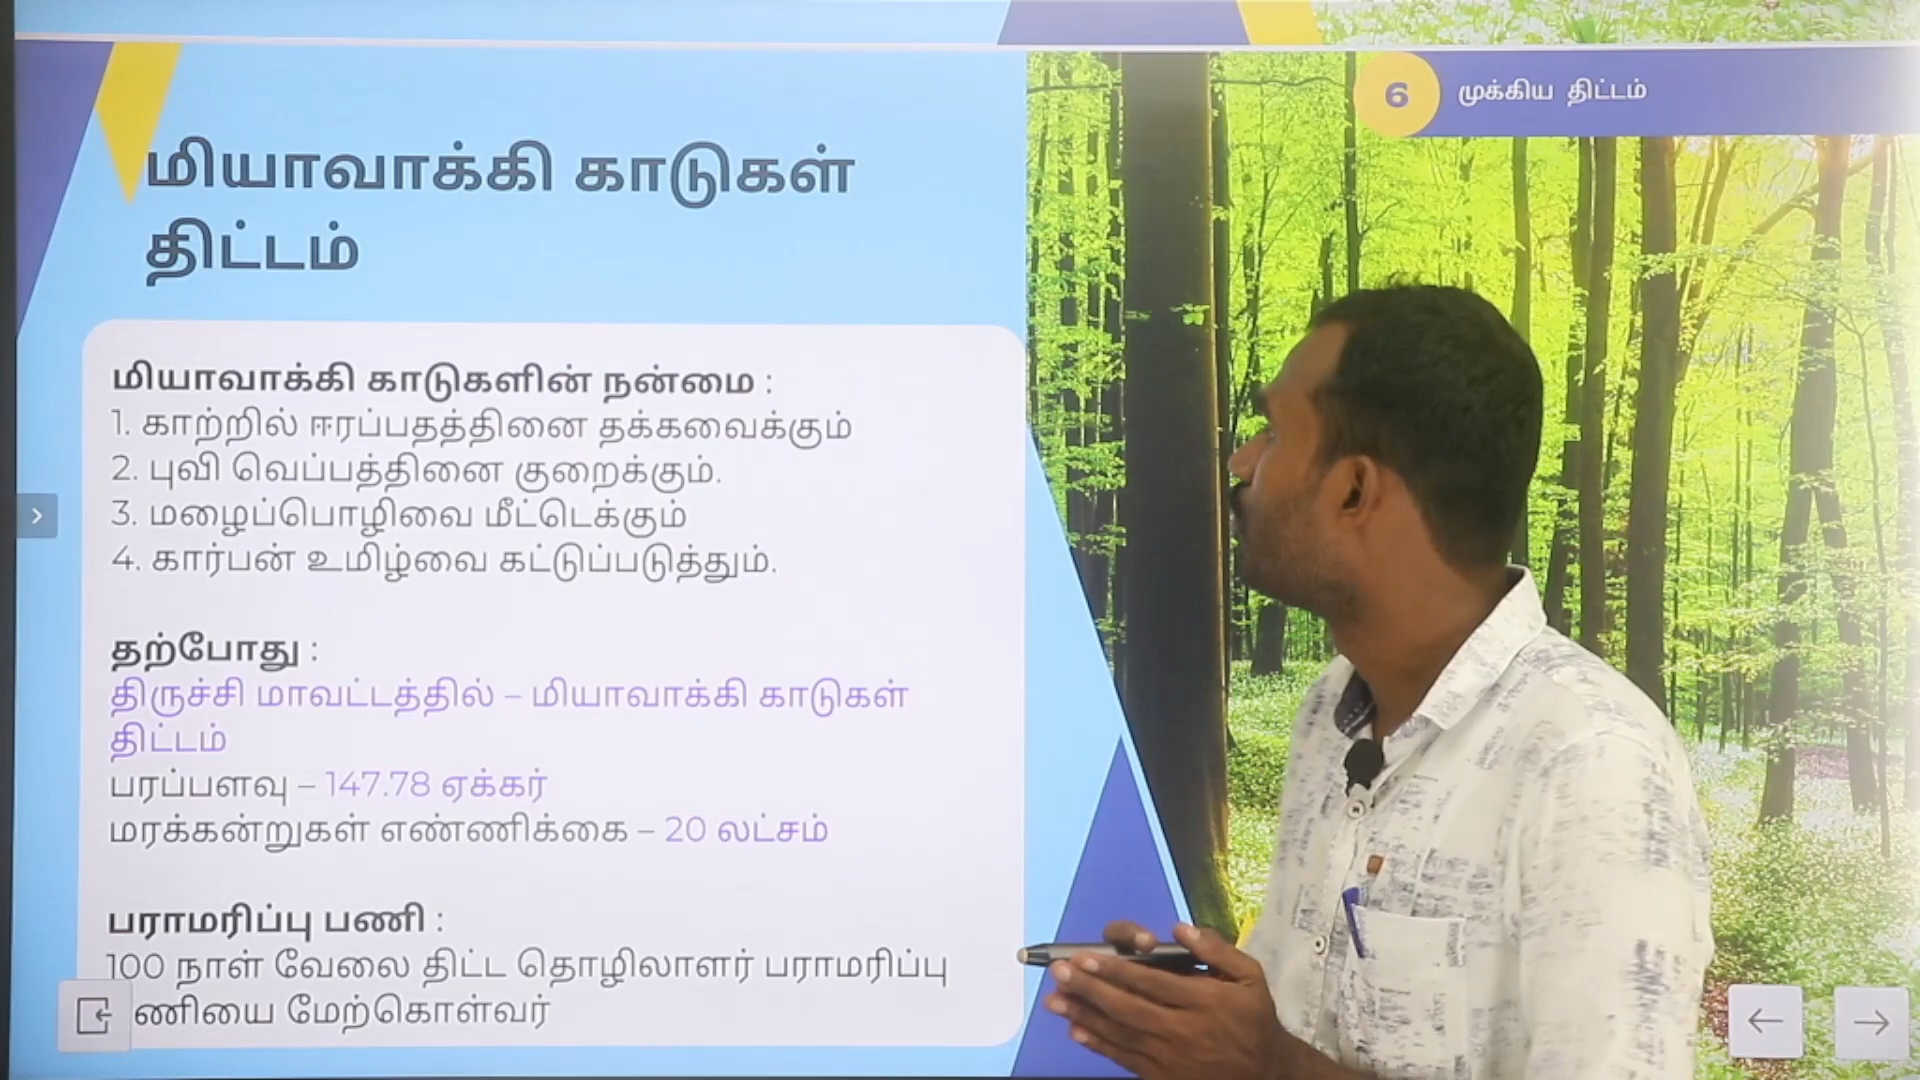 6 முக்கிய திட்டம்
மியாவாக்கி காடுகள்
திட்டம்
மியாவாக்கி காடுகளின் நன்மை :
1. காற்றில் ஈரப்பதத்தினை தக்கவைக்கும்
2. புவி வெப்பத்தினை குறைக்கும்.
3. மழைப்பொழிவை மீட்டெக்கும்
4. கார்பன் உமிழ்வை கட்டுப்படுத்தும்.
தற்போது :
திருச்சி மாவட்டத்தில் – மியாவாக்கி காடுகள்
திட்டம்
பரப்பளவு – 147.78 ஏக்கர்
மரக்கன்றுகள் எண்ணிக்கை – 20 லட்சம்
பராமரிப்பு பணி :
100 நாள் வேலை திட்ட தொழிலாளர் பராமரிப்பு
ணியை மேற்கொள்வர்